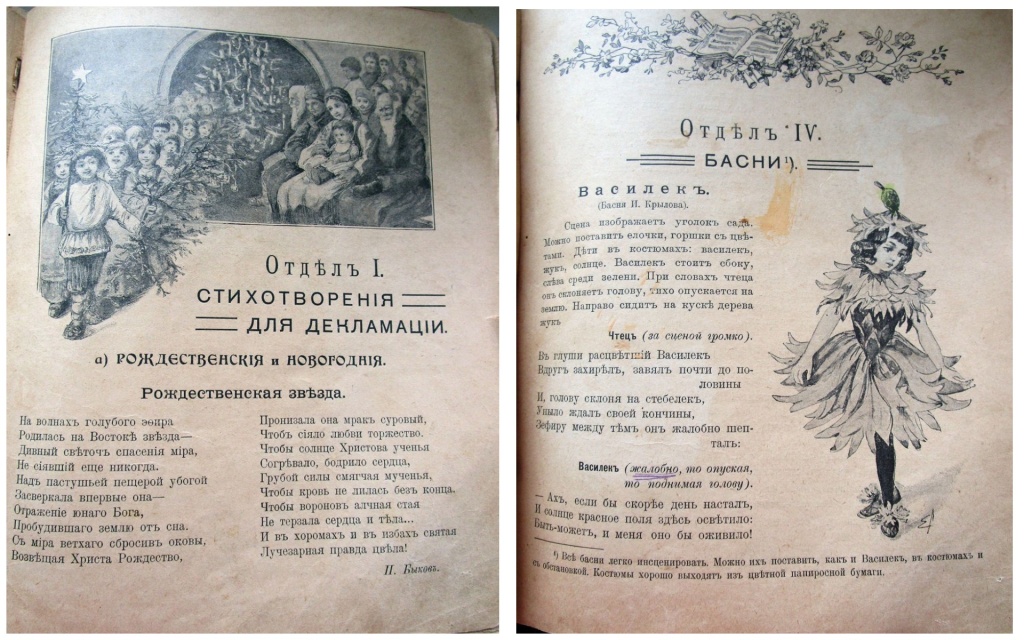 Отдѣлъ I.
СТИХОТВОРЕНІЯ
ДЛЯ ДЕКЛАМАЦІИ.
а) РОЖДЕСТВЕНСКІЯ и НОВОГОДНІЯ.
Рождественская звѣзда.
На волнахъ голубого эѳира
Родилась на Востокѣ звѣзда—
Дивный свѣточъ спасенія міра,
Не сіявшій еще никогда.
Надъ пастушьей пещерой убогой
Засверкала впервые она—
Отраженіе юнаго Бога,
Пробудившаго землю отъ сна.
Съ міра ветхаго сбросивъ оковы,
Возвѣщая Христа Рождество,
Пронизала она мракъ суровый,
Чтобъ сіяло любви торжество.
Чтобы солнце Христова ученья
Согрѣвало, бодрило сердца,
Грубой силы смягчая мученья,
Чтобы кровь не лилась безъ конца.
Чтобы вороновъ алчная стая
Не терзала сердца и тѣла...
И въ хоромахъ и въ избахъ святая
Лучезарная правда цвѣла!
П. Быковъ.
Отдѣлъ IV.
БАСНИ¹).
Василекъ.
(Басня И. Крылова).
Сцена изображаетъ уголокъ сада.
Можно поставить елочки, горшки съ цвѣ-
тами. Дѣти въ костюмахъ: василекъ,
жукъ, солнце. Василекъ стоитъ сбоку,
слѣва среди зелени. При словахъ чтеца
онъ склоняетъ голову, тихо опускается на
землю. Направо сидитъ на кускѣ дерева
жукъ
Чтецъ (за сценой громко).
Въ глуши расцвѣтшій Василекъ
Вдругъ захирѣлъ, завялъ почти до по-
ловины
И, голову склоня на стебелекъ,
Уныло ждалъ своей кончины,
Зефиру между тѣмъ онъ жалобно шеп-
талъ:
Василекъ (жалобно, то опуская,
то поднимая голову).
— Ахъ, если бы скорѣе день насталъ,
И солнце красное поля здѣсь освѣтило:
Быть-можетъ, и меня оно бы оживило!
¹) Всѣ басни легко инсценировать. Можно ихъ поставить, какъ и Василек, въ костюмахъ и
съ обстановкой. Костюмы хорошо выходятъ изъ цвѣтной папиросной бумаги.